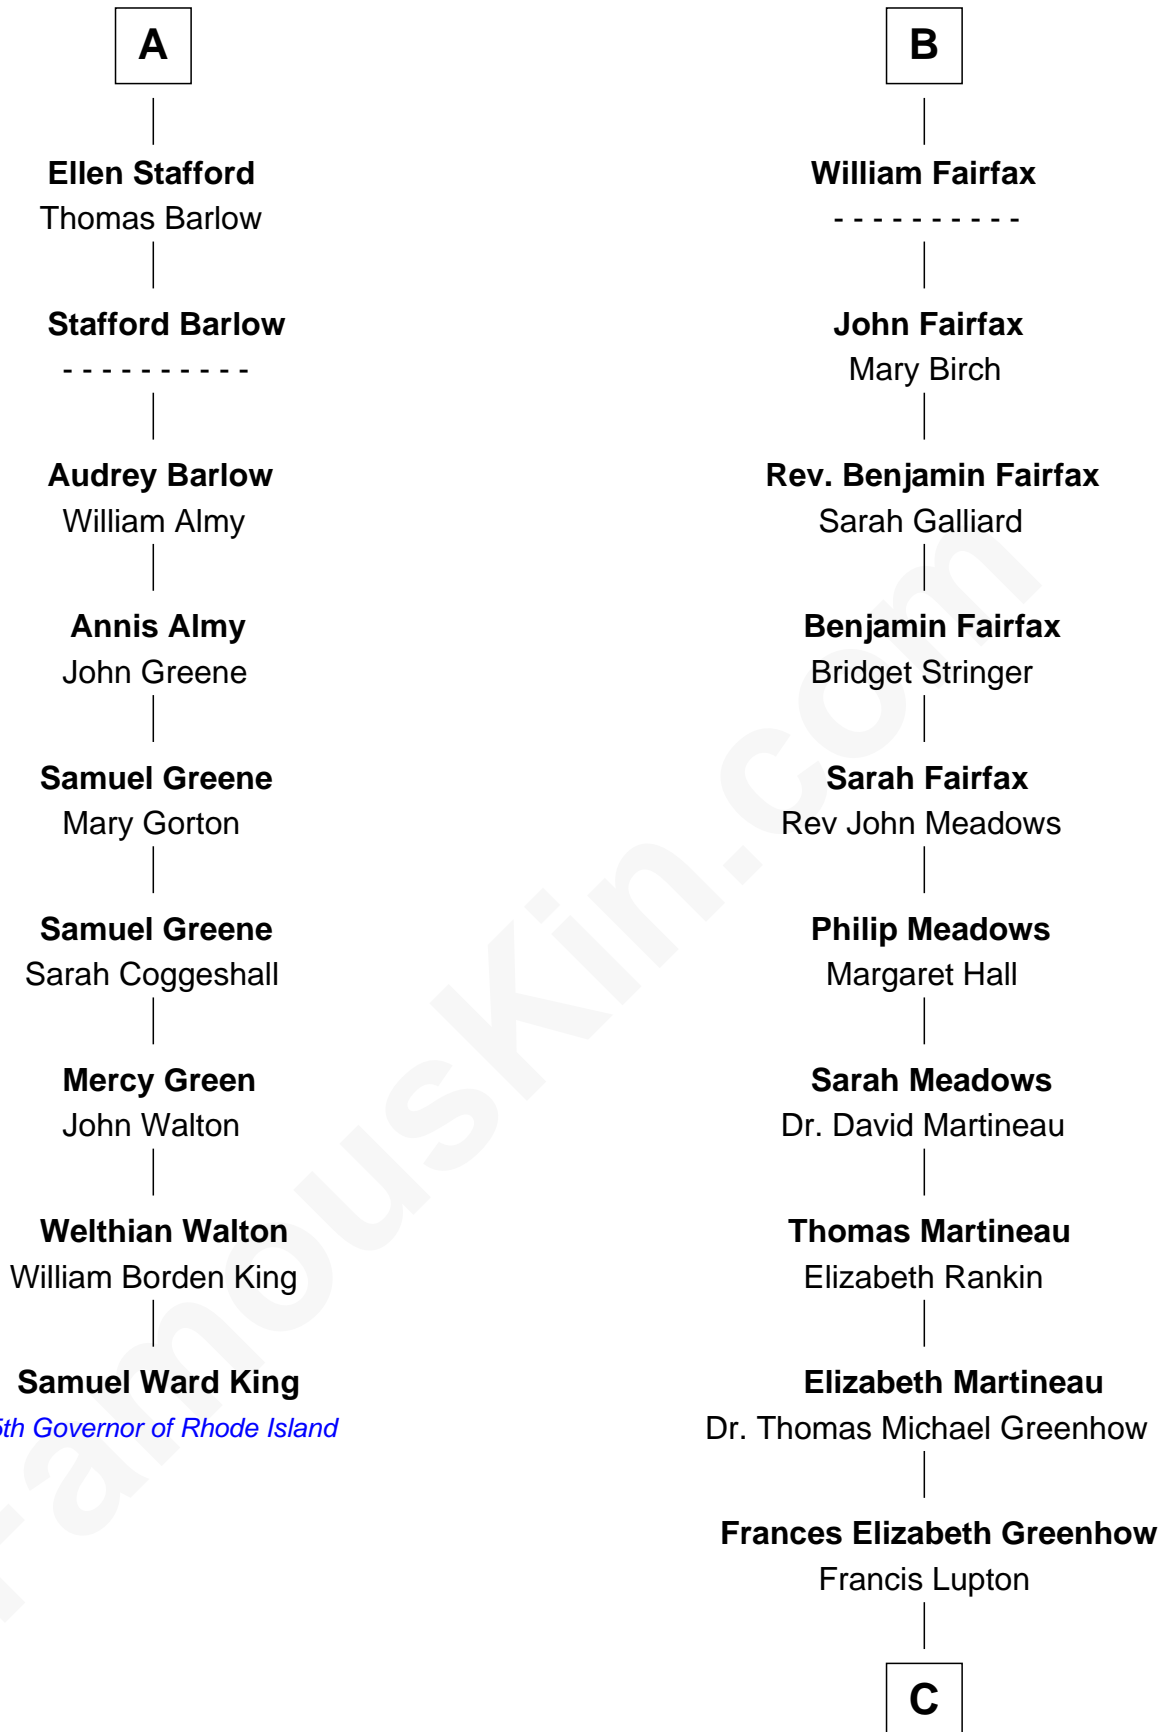 A
Ellen Stafford
Thomas Barlow
Stafford Barlow
- - - - - - - - - -
Audrey Barlow
William Almy
Annis Almy
John Greene
Samuel Greene
Mary Gorton
Samuel Greene
Sarah Coggeshall
Mercy Green
John Walton
Welthian Walton
William Borden King
Samuel Ward King
5th Governor of Rhode Island
B
William Fairfax
- - - - - - - - - -
John Fairfax
Mary Birch
Rev. Benjamin Fairfax
Sarah Galliard
Benjamin Fairfax
Bridget Stringer
Sarah Fairfax
Rev John Meadows
Philip Meadows
Margaret Hall
Sarah Meadows
Dr. David Martineau
Thomas Martineau
Elizabeth Rankin
Elizabeth Martineau
Dr. Thomas Michael Greenhow
Frances Elizabeth Greenhow
Francis Lupton
C
FamousKin.com